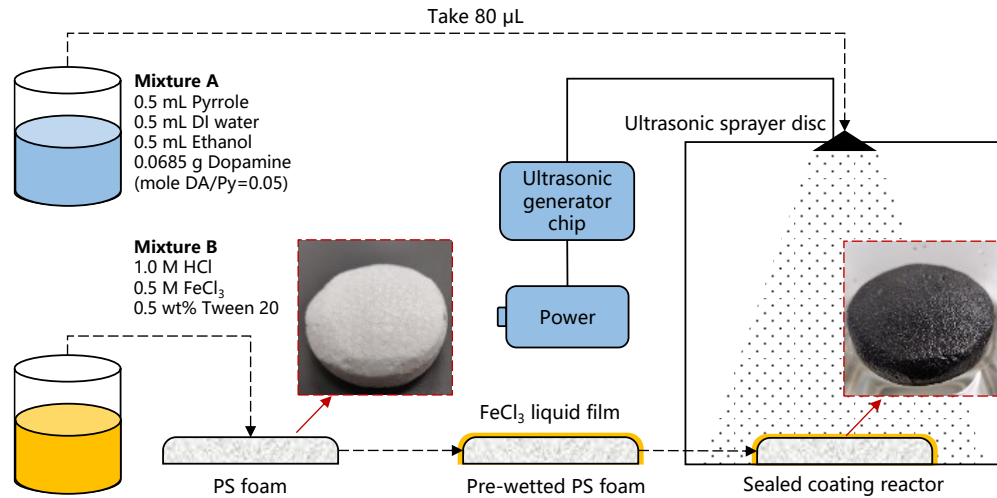 Take 80 μL
Mixture A
0.5 mL Pyrrole
0.5 mL DI water
0.5 mL Ethanol
0.0685 g Dopamine
(mole DA/Py=0.05)
Ultrasonic sprayer disc
Ultrasonic
generator
chip
Power
Mixture B
1.0 M HCl
0.5 M FeCl₃
0.5 wt% Tween 20
FeCl₃ liquid film
PS foam
Pre-wetted PS foam
Sealed coating reactor